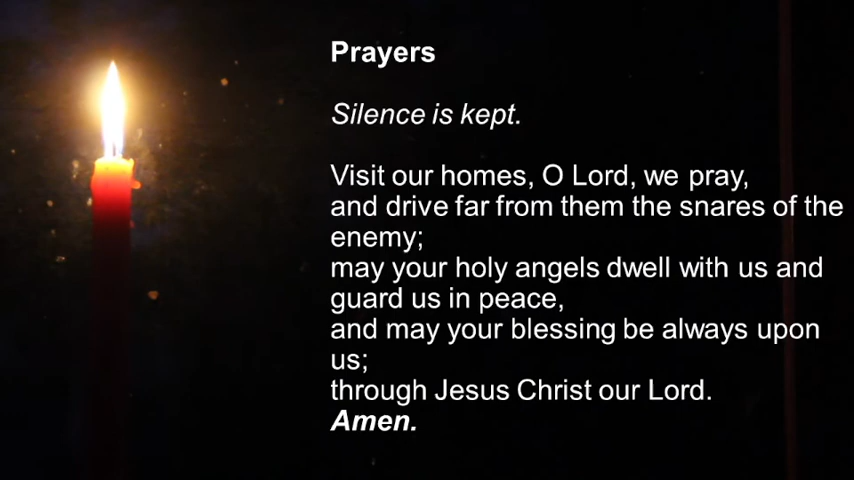 Prayers
Silence is kept.
Visit our homes, O Lord, we pray,
and drive far from them the snares of the
enemy;
may your holy angels dwell with us and
guard us in peace,
and may your blessing be always upon
us;
through Jesus Christ our Lord.
Amen.